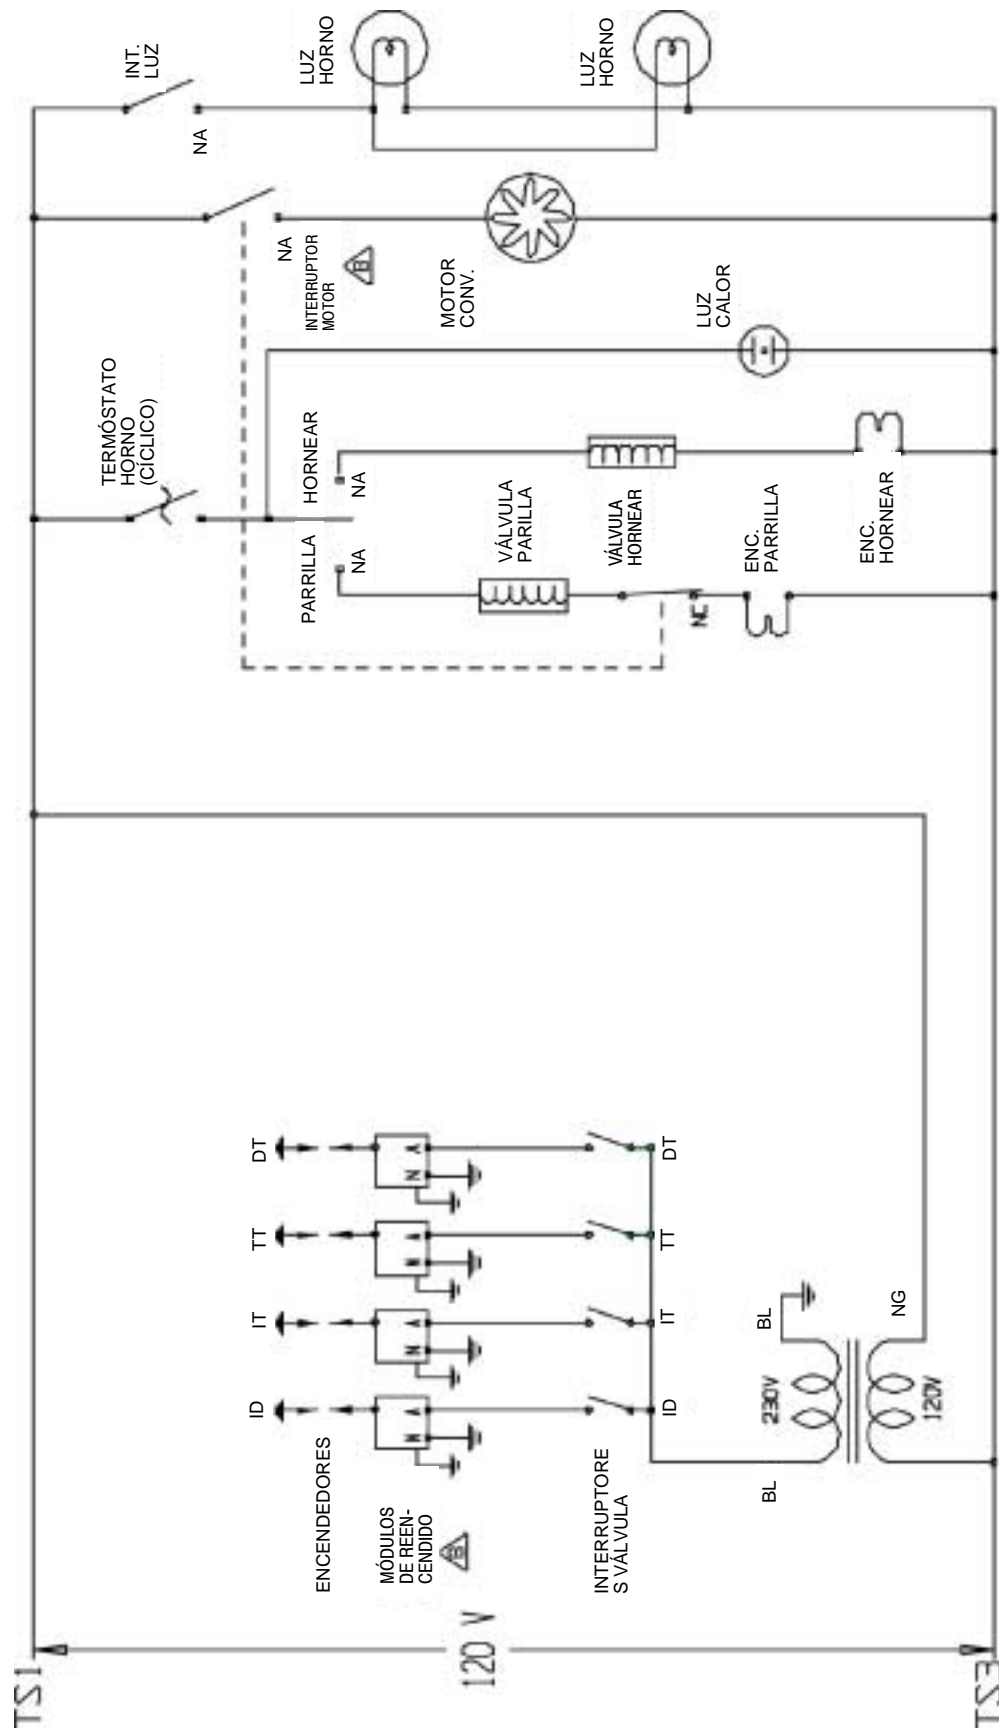 TS1
120 V
ENCENDEDORES
MÓDULOS
DE REEN-
CENDIDO
B
INTERRUPTORE
S VÁLVULA
ID
IT
TT
DT
N
A
N
A
N
A
N
A
ID
IT
TT
DT
BL
BL
230V
120V
NG
TERMÓSTATO
HORNO
(CÍCLICO)
PARRILLA
HORNEAR
NA
NA
VÁLVULA
PARILLA
VÁLVULA
HORNEAR
NC
ENC.
PARRILLA
ENC.
HORNEAR
INTERRUPTOR
MOTOR
NA
B
MOTOR
CONV.
LUZ
CALOR
INT.
LUZ
NA
LUZ
HORNO
LUZ
HORNO